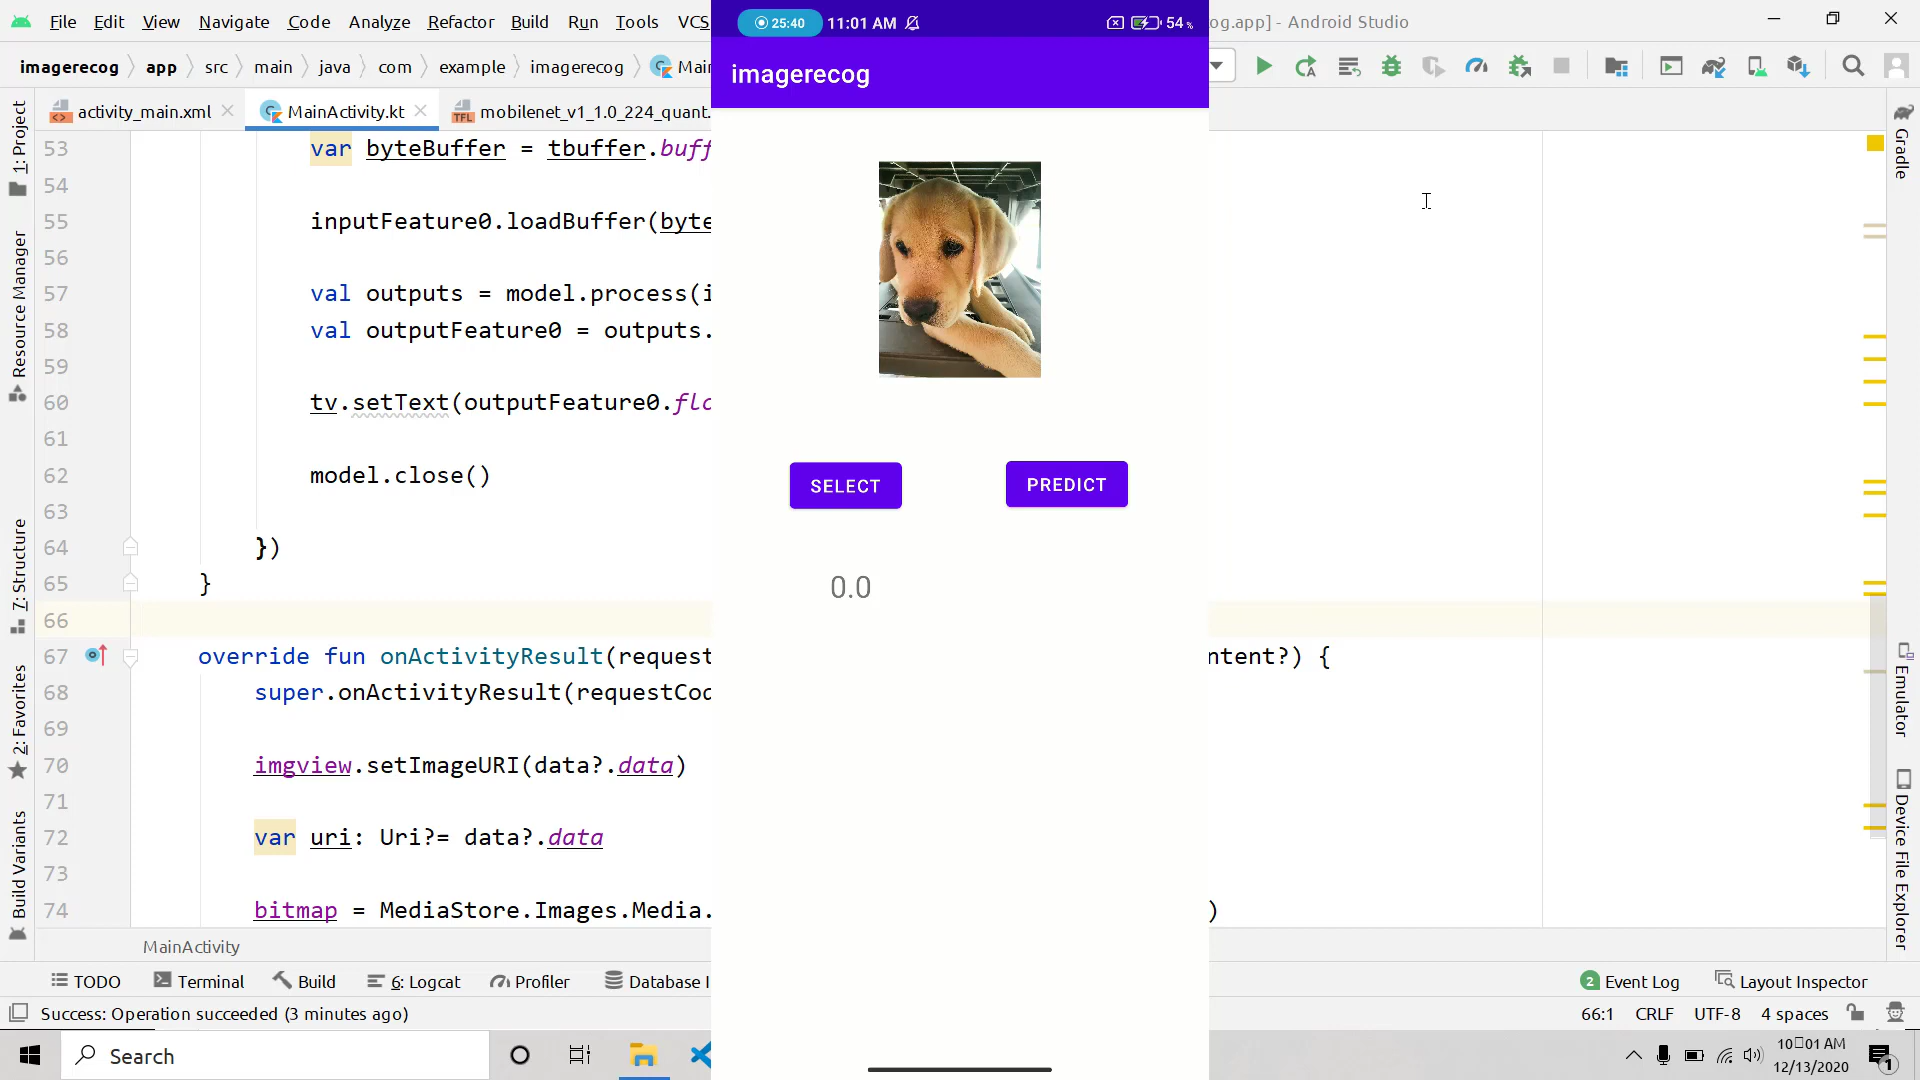 File Edit View Navigate Code Analyze Refactor Build Run Tools VCS
og.app] - Android Studio
imagerecog app src main java com example imagerecog Main
activity_main.xml MainActivity.kt mobilenet_v1_1.0_224_quant.
25:40 11:01 AM 54 %
imagerecog
SELECT PREDICT
0.0
53 var byteBuffer = tbuffer.buff
54
55 inputFeature0.loadBuffer(byte
56
57 val outputs = model.process(i
58 val outputFeature0 = outputs.
59
60 tv.setText(outputFeature0.flo
61
62 model.close()
63
64 })
65 }
66
67 override fun onActivityResult(request ntent?) {
68 super.onActivityResult(requestCod
69
70 imgview.setImageURI(data?.data)
71
72 var uri: Uri?= data?.data
73
74 bitmap = MediaStore.Images.Media. )
MainActivity
1: Project
Resource Manager
7: Structure
2: Favorites
Build Variants
Gradle
Emulator
Device File Explorer
TODO Terminal Build 6: Logcat Profiler Database I
2 Event Log Layout Inspector
Success: Operation succeeded (3 minutes ago)
66:1 CRLF UTF-8 4 spaces
Search
10▯01 AM
12/13/2020
1